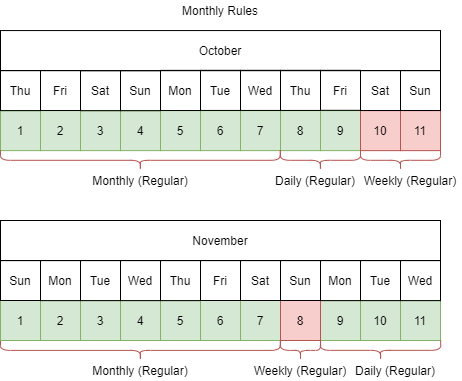 Monthly Rules
October
Thu Fri Sat Sun Mon Tue Wed Thu Fri Sat Sun
1 2 3 4 5 6 7 8 9 10 11
Monthly (Regular) Daily (Regular) Weekly (Regular)
November
Sun Mon Tue Wed Thu Fri Sat Sun Mon Tue Wed
1 2 3 4 5 6 7 8 9 10 11
Monthly (Regular) Weekly (Regular) Daily (Regular)